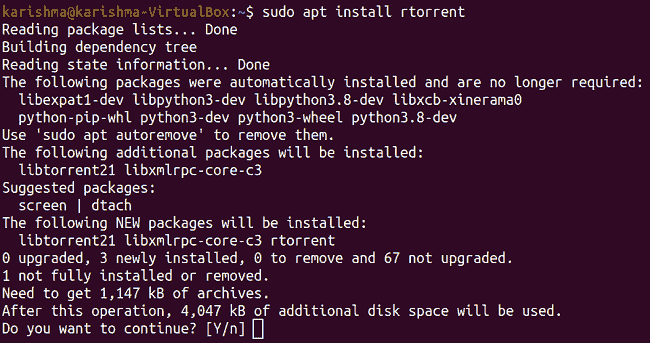 karishma@karishma-VirtualBox:~$ sudo apt install rtorrent
Reading package lists... Done
Building dependency tree
Reading state information... Done
The following packages were automatically installed and are no longer required:
  libexpat1-dev libpython3-dev libpython3.8-dev libxcb-xinerama0
  python-pip-whl python3-dev python3-wheel python3.8-dev
Use 'sudo apt autoremove' to remove them.
The following additional packages will be installed:
  libtorrent21 libxmlrpc-core-c3
Suggested packages:
  screen | dtach
The following NEW packages will be installed:
  libtorrent21 libxmlrpc-core-c3 rtorrent
0 upgraded, 3 newly installed, 0 to remove and 67 not upgraded.
1 not fully installed or removed.
Need to get 1,147 kB of archives.
After this operation, 4,047 kB of additional disk space will be used.
Do you want to continue? [Y/n]